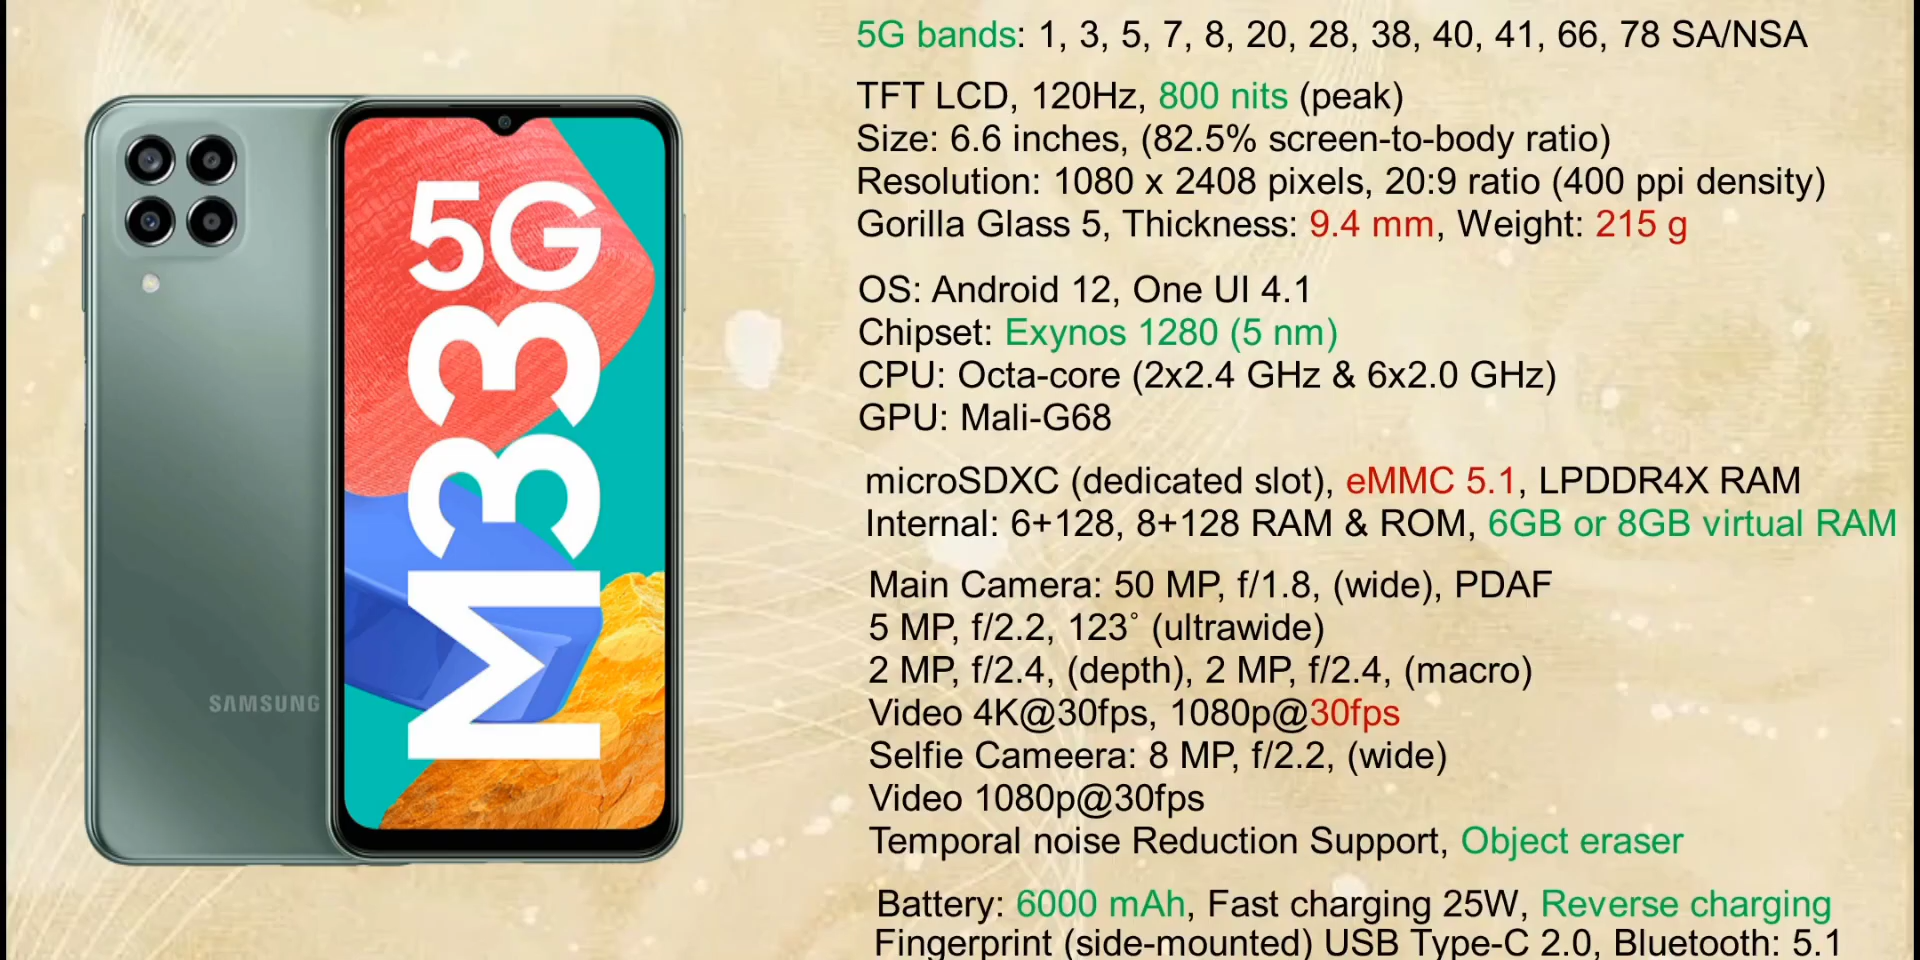 SAMSUNG
M33 5G
5G bands: 1, 3, 5, 7, 8, 20, 28, 38, 40, 41, 66, 78 SA/NSA
TFT LCD, 120Hz, 800 nits (peak)
Size: 6.6 inches, (82.5% screen-to-body ratio)
Resolution: 1080 x 2408 pixels, 20:9 ratio (400 ppi density)
Gorilla Glass 5, Thickness: 9.4 mm, Weight: 215 g
OS: Android 12, One UI 4.1
Chipset: Exynos 1280 (5 nm)
CPU: Octa-core (2x2.4 GHz & 6x2.0 GHz)
GPU: Mali-G68
microSDXC (dedicated slot), eMMC 5.1, LPDDR4X RAM
Internal: 6+128, 8+128 RAM & ROM, 6GB or 8GB virtual RAM
Main Camera: 50 MP, f/1.8, (wide), PDAF
5 MP, f/2.2, 123˚ (ultrawide)
2 MP, f/2.4, (depth), 2 MP, f/2.4, (macro)
Video 4K@30fps, 1080p@30fps
Selfie Cameera: 8 MP, f/2.2, (wide)
Video 1080p@30fps
Temporal noise Reduction Support, Object eraser
Battery: 6000 mAh, Fast charging 25W, Reverse charging
Fingerprint (side-mounted) USB Type-C 2.0, Bluetooth: 5.1